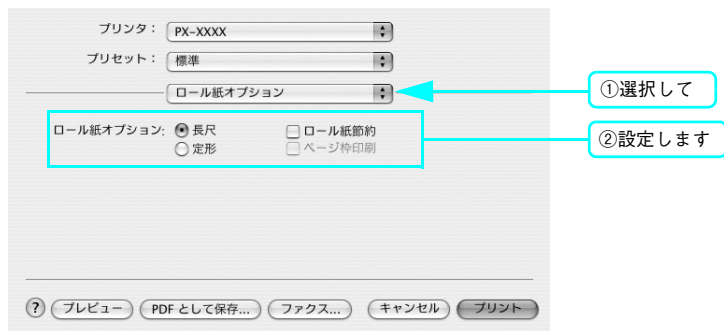 プリンタ： PX-XXXX
プリセット： 標準
ロール紙オプション
①選択して
ロール紙オプション: 長尺 ロール紙節約
定形 ページ枠印刷
②設定します
? プレビュー PDF として保存... ファクス... キャンセル プリント